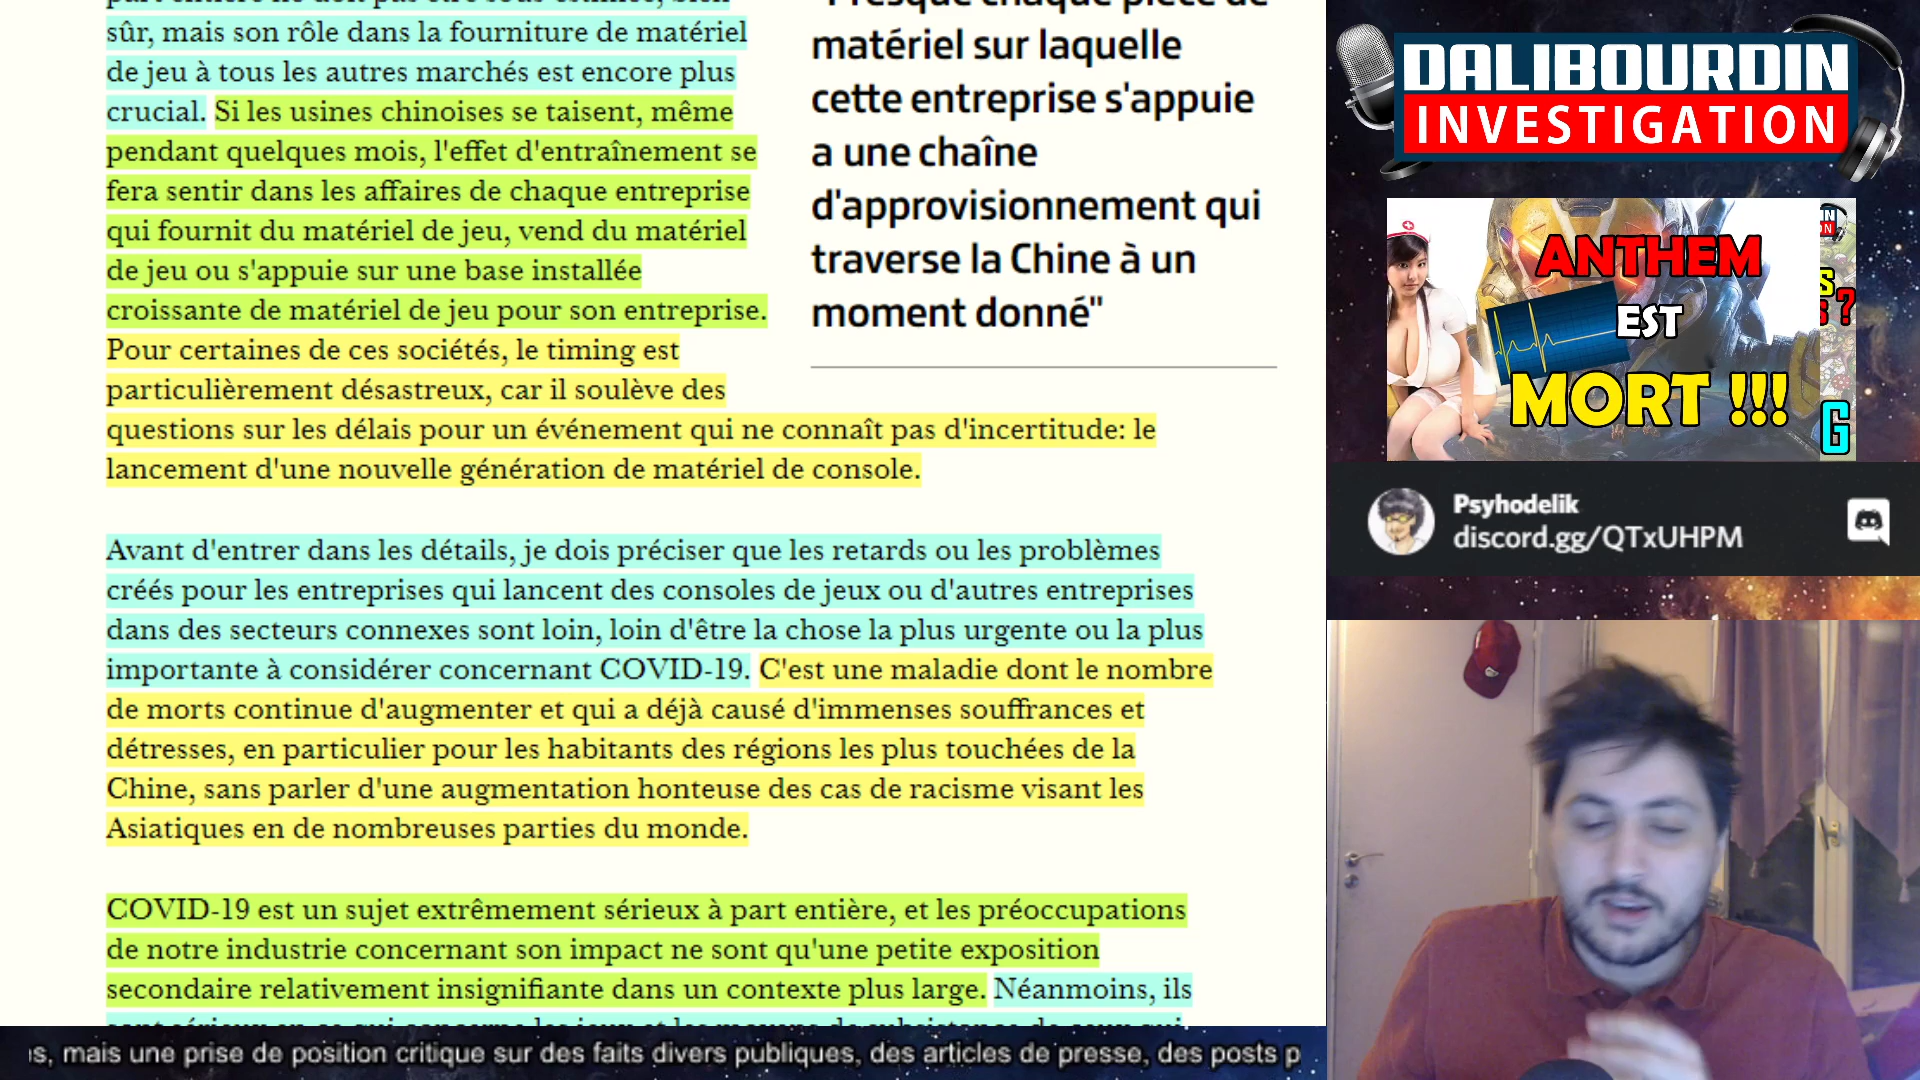 sûr, mais son rôle dans la fourniture de matériel
de jeu à tous les autres marchés est encore plus
crucial. Si les usines chinoises se taisent, même
pendant quelques mois, l'effet d'entraînement se
fera sentir dans les affaires de chaque entreprise
qui fournit du matériel de jeu, vend du matériel
de jeu ou s'appuie sur une base installée
croissante de matériel de jeu pour son entreprise.
Pour certaines de ces sociétés, le timing est
particulièrement désastreux, car il soulève des
questions sur les délais pour un événement qui ne connaît pas d'incertitude: le
lancement d'une nouvelle génération de matériel de console.
matériel sur laquelle
cette entreprise s'appuie
a une chaîne
d'approvisionnement qui
traverse la Chine à un
moment donné"
Avant d'entrer dans les détails, je dois préciser que les retards ou les problèmes
créés pour les entreprises qui lancent des consoles de jeux ou d'autres entreprises
dans des secteurs connexes sont loin, loin d'être la chose la plus urgente ou la plus
importante à considérer concernant COVID-19. C'est une maladie dont le nombre
de morts continue d'augmenter et qui a déjà causé d'immenses souffrances et
détresses, en particulier pour les habitants des régions les plus touchées de la
Chine, sans parler d'une augmentation honteuse des cas de racisme visant les
Asiatiques en de nombreuses parties du monde.
COVID-19 est un sujet extrêmement sérieux à part entière, et les préoccupations
de notre industrie concernant son impact ne sont qu'une petite exposition
secondaire relativement insignifiante dans un contexte plus large. Néanmoins, ils
s, mais une prise de position critique sur des faits divers publiques, des articles de presse, des posts p
DALIBOURDIN
INVESTIGATION
ANTHEM
EST
MORT !!!
G
Psyhodelik
discord.gg/QTxUHPM